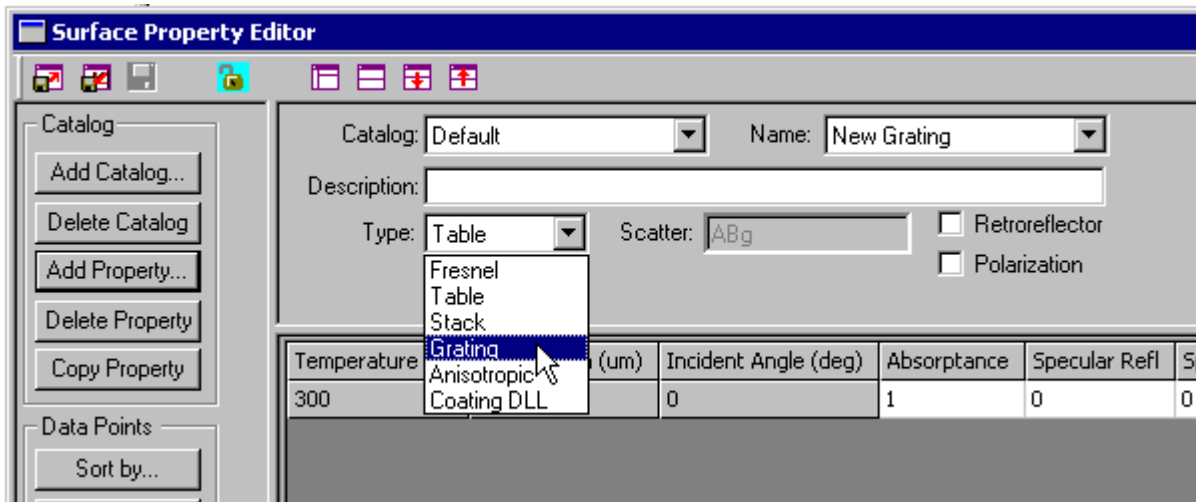 Surface Property Editor
Catalog
Add Catalog...
Delete Catalog
Add Property...
Delete Property
Copy Property
Data Points
Sort by...
Catalog: Default Name: New Grating
Description:
Type: Table Scatter: ABg Retroreflector
Polarization
Fresnel
Table
Stack
Grating
Anisotropic
Coating DLL
Temperature (um) Incident Angle (deg) Absorptance Specular Refl
300 0 1 0 0